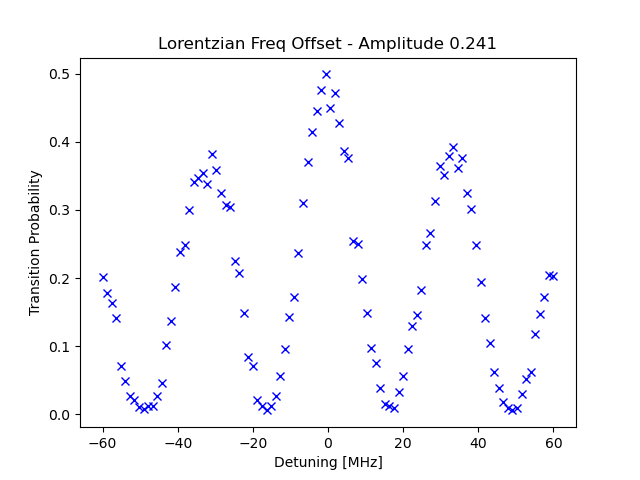 Lorentzian Freq Offset - Amplitude 0.241
0.5
0.4
0.3
0.2
0.1
0.0
Transition Probability
−60 −40 −20 0 20 40 60
Detuning [MHz]